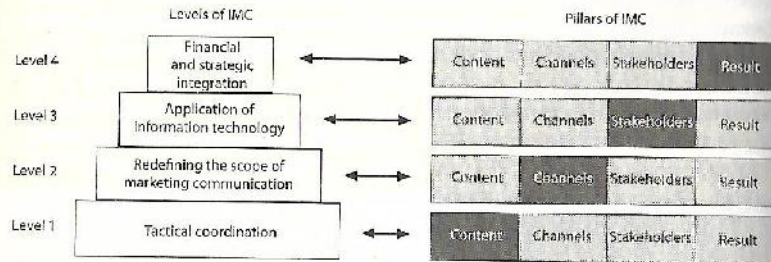 Levels of IMC
Pillars of IMC
Level 4
Financial
and strategic
integration
Content Channels Stakeholders Result
Level 3
Application of
information technology
Content Channels Stakeholders Result
Level 2
Redefining the scope of
marketing communication
Content Channels Stakeholders Result
Level 1
Tactical coordination
Content Channels Stakeholders Result